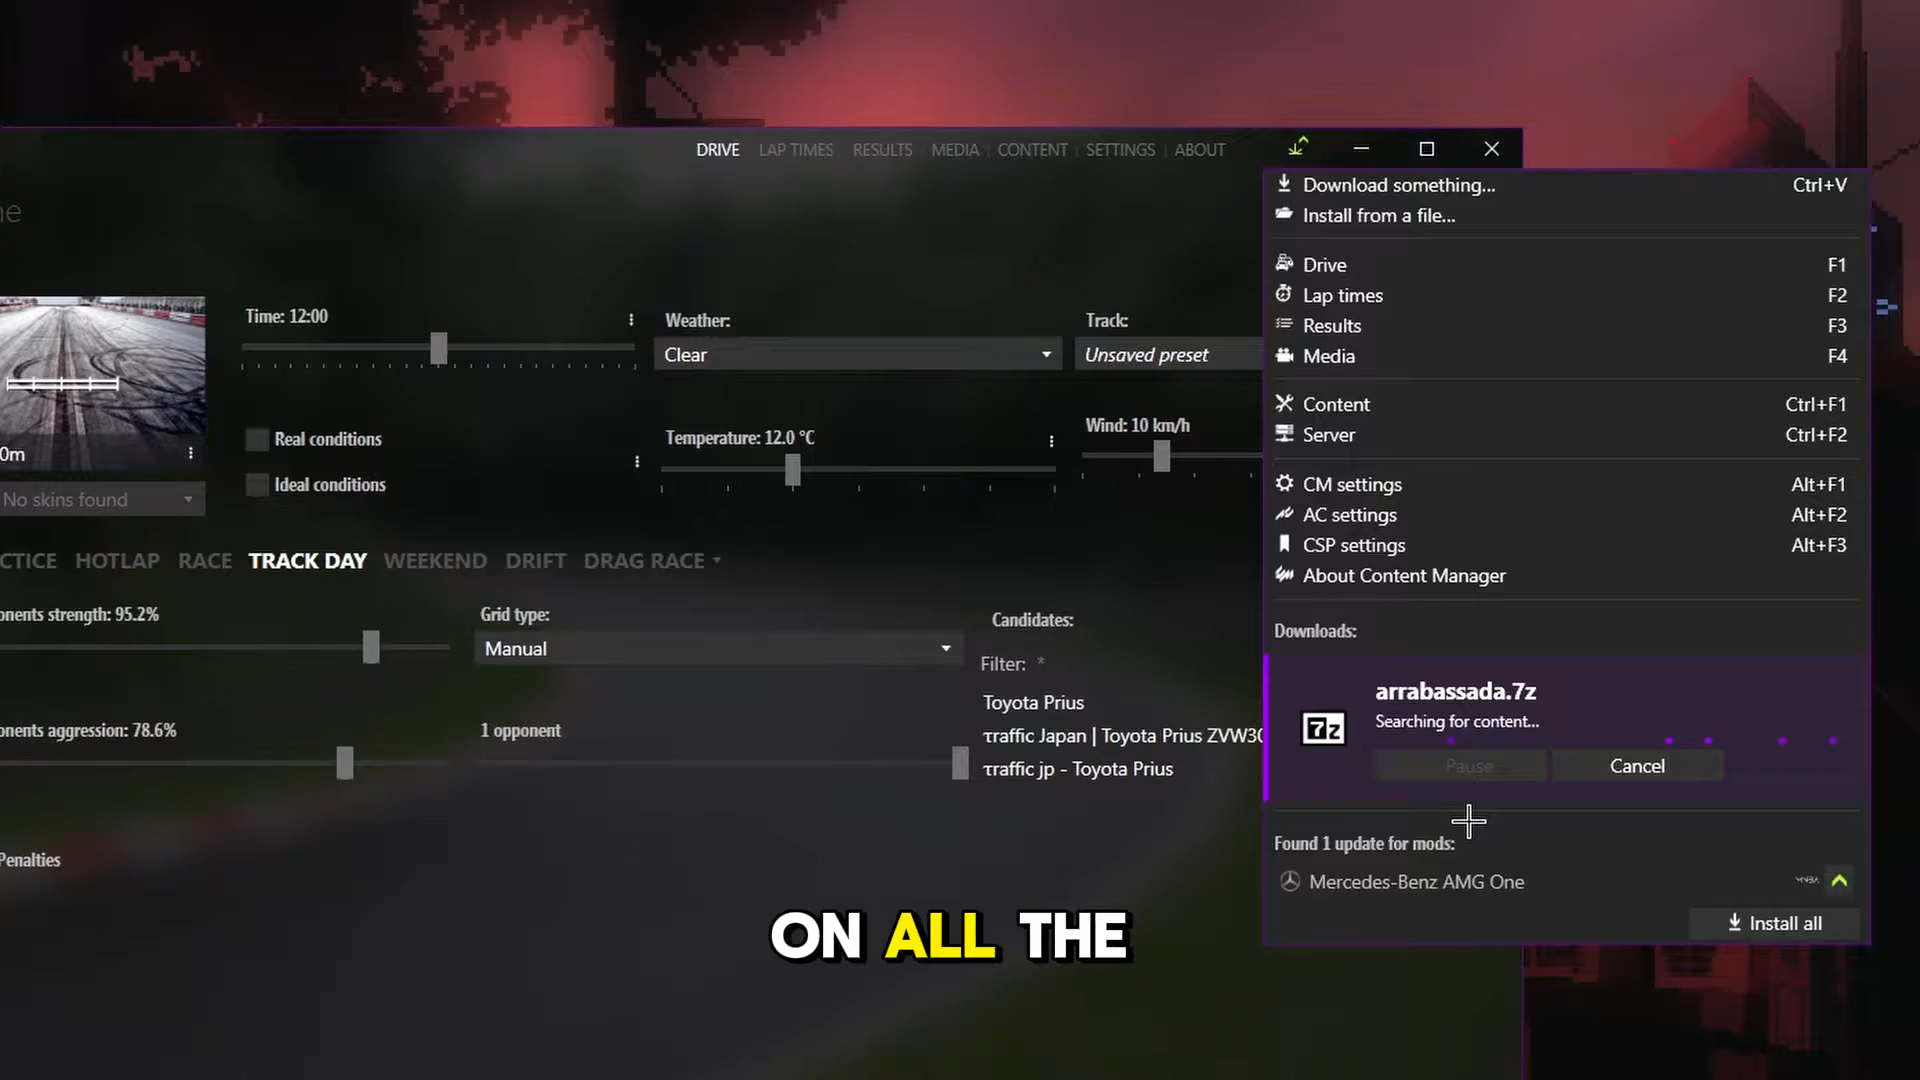 DRIVE LAP TIMES RESULTS MEDIA CONTENT SETTINGS ABOUT
Download something... Ctrl+V
Install from a file...
Drive F1
Lap times F2
Results F3
Media F4
Content Ctrl+F1
Server Ctrl+F2
CM settings Alt+F1
AC settings Alt+F2
CSP settings Alt+F3
About Content Manager
Downloads:
7z
arrabassada.7z
Searching for content...
Pause Cancel
Found 1 update for mods:
Mercedes-Benz AMG One
Install all
ne
Time: 12:00
Weather:
Clear
Track:
Unsaved preset
0m
No skins found
Real conditions
Ideal conditions
Temperature: 12.0 °C
Wind: 10 km/h
CTICE HOTLAP RACE TRACK DAY WEEKEND DRIFT DRAG RACE
onents strength: 95.2%
Grid type:
Manual
Candidates:
Filter: *
Toyota Prius
τraffic Japan | Toyota Prius ZVW30
τraffic jp - Toyota Prius
onents aggression: 78.6%
1 opponent
Penalties
ON ALL THE